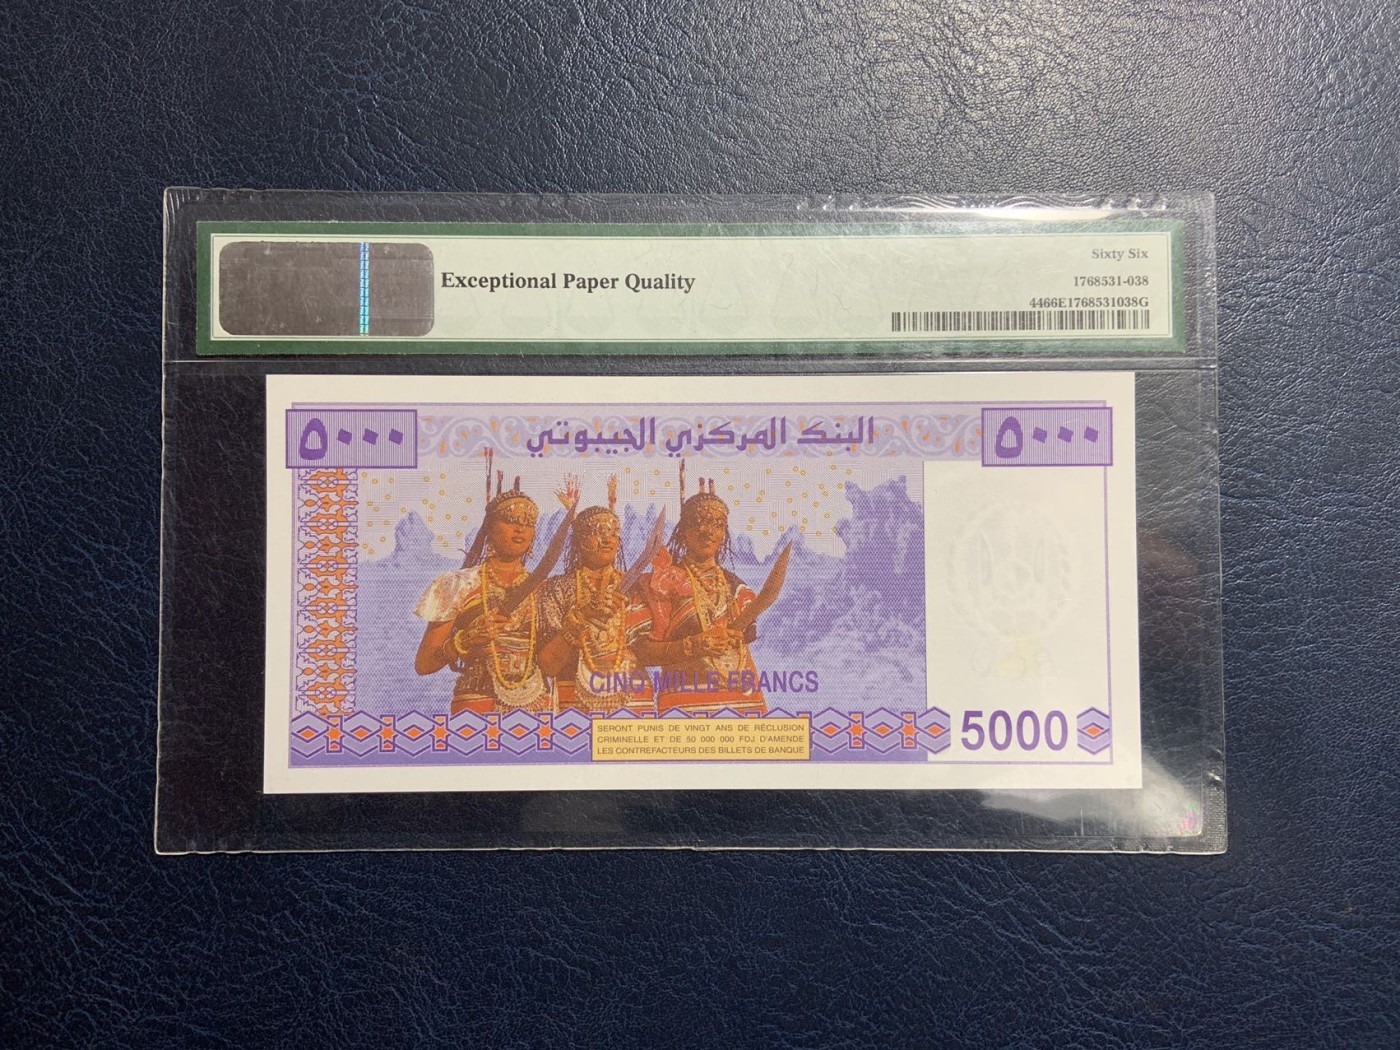 Exceptional Paper Quality
Sixty Six
1768531-038
4466E1768531038G
٥٠٠٠
البنك المركزي الجيبوتي
٥٠٠٠
CINQ MILLE FRANCS
SERONT PUNIS DE VINGT ANS DE RÉCLUSION
CRIMINELLE ET DE 50 000 000 FDJ D'AMENDE
LES CONTREFACTEURS DES BILLETS DE BANQUE
5000